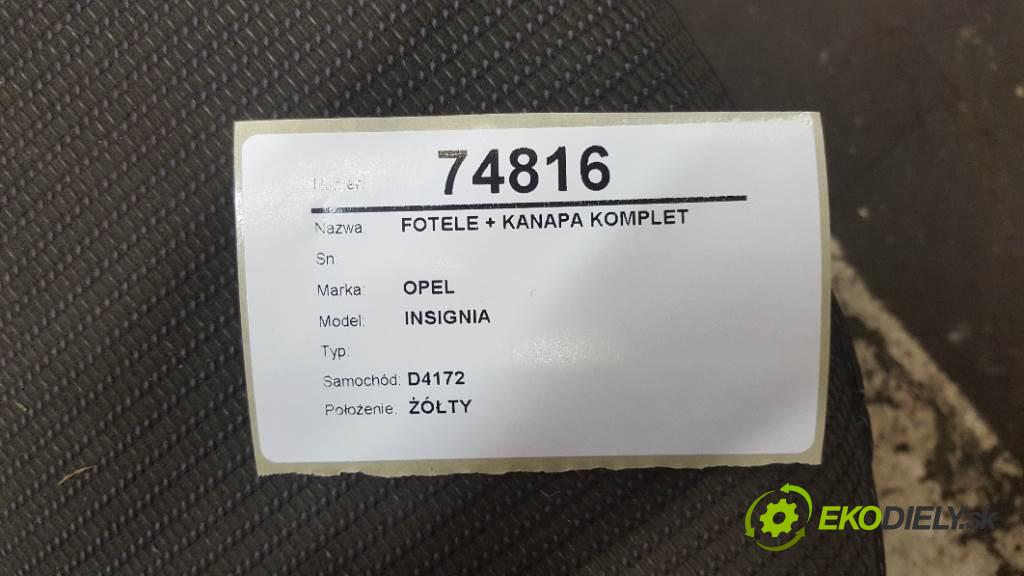 74816
Nazwa: FOTELE + KANAPA KOMPLET
Sn
Marka: OPEL
Model: INSIGNIA
Typ:
Samochód: D4172
Położenie: ŻÓŁTY
EKODIELY.sk